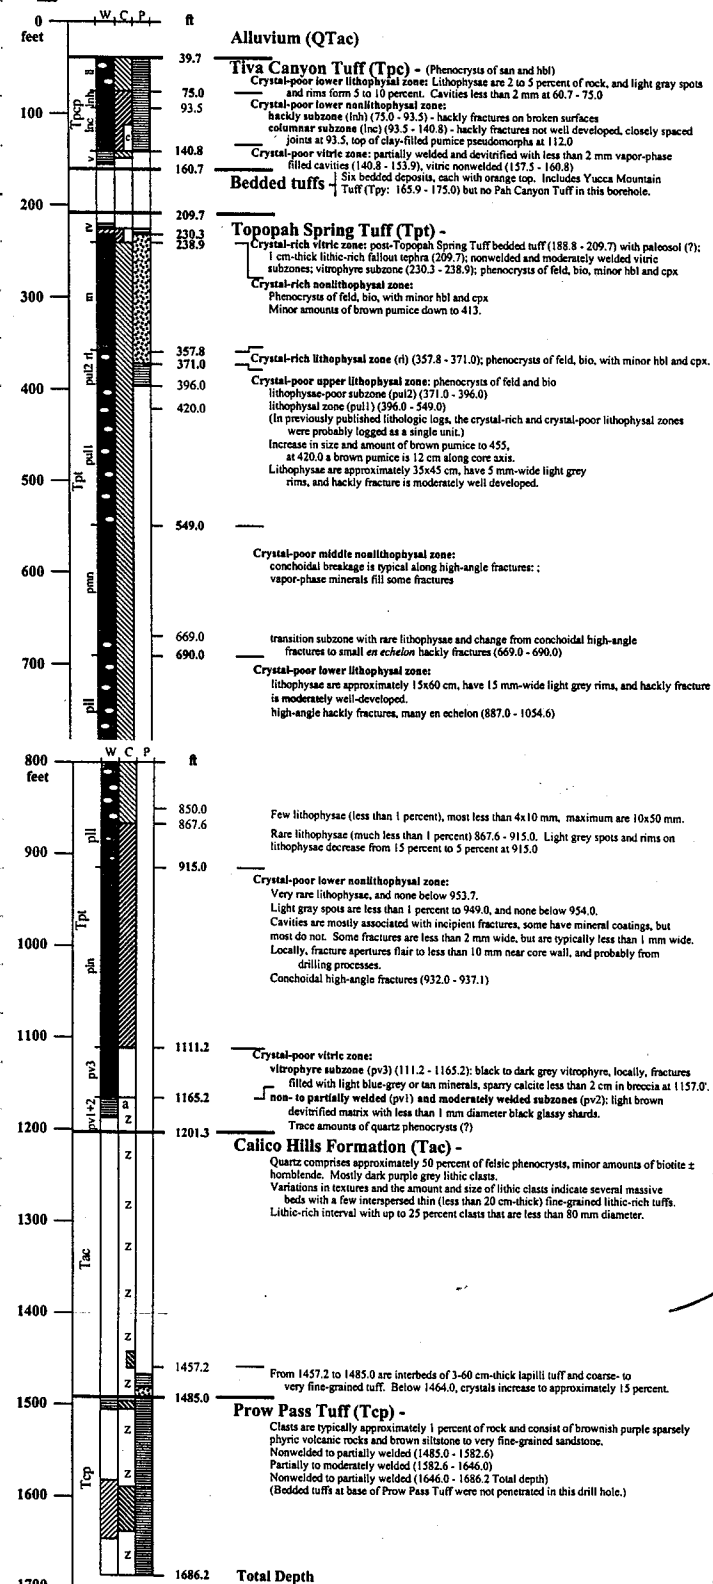 W C P
0
feet
ft
Alluvium (QTac)
39.7
Tiva Canyon Tuff (Tpc) - (Phenocrysts of san and hbl)
Crystal-poor lower lithophysal zone: Lithophysae are 2 to 5 percent of rock, and light gray spots
and rims form 5 to 10 percent. Cavities less than 2 mm at 60.7 - 75.0
75.0
Crystal-poor lower nonlithophysal zone:
93.5
hackly subzone (lnh) (75.0 - 93.5) - hackly fractures on broken surfaces
100
columnar subzone (lnc) (93.5 - 140.8) - hackly fractures not well developed, closely spaced
joints at 93.5, top of clay-filled pumice pseudomorphs at 112.0
Tpcp
ll
lnh
lnc
c
v
140.8
Crystal-poor vitric zone: partially welded and devitrified with less than 2 mm vapor-phase
filled cavities (140.8 - 153.9), vitric nonwelded (157.5 - 160.8)
160.7
Bedded tuffs -
Six bedded deposits, each with orange top. Includes Yucca Mountain
Tuff (Tpy: 165.9 - 175.0) but no Pah Canyon Tuff in this borehole.
200
209.7
Topopah Spring Tuff (Tpt) -
rv
230.3
238.9
Crystal-rich vitric zone: post-Topopah Spring Tuff bedded tuff (188.8 - 209.7) with paleosol (?);
1 cm-thick lithic-rich fallout tephra (209.7); nonwelded and moderately welded vitric
subzones; vitrophyre subzone (230.3 - 238.9); phenocrysts of feld, bio, minor hbl and cpx
Crystal-rich nonlithophysal zone:
300
rn
Phenocrysts of feld, bio, with minor hbl and cpx
Minor amounts of brown pumice down to 413.
357.8
rl
371.0
Crystal-rich lithophysal zone (rl) (357.8 - 371.0); phenocrysts of feld, bio, with minor hbl and cpx.
pul2
396.0
400
Crystal-poor upper lithophysal zone: phenocrysts of feld and bio
lithophysae-poor subzone (pul2) (371.0 - 396.0)
420.0
lithophysal zone (pul1) (396.0 - 549.0)
(In previously published lithologic logs, the crystal-rich and crystal-poor lithophysal zones
were probably logged as a single unit.)
pul1
Increase in size and amount of brown pumice to 455,
at 420.0 a brown pumice is 12 cm along core axis.
500
Tpt
Lithophysae are approximately 35x45 cm, have 5 mm-wide light grey
rims, and hackly fracture is moderately well developed.
549.0
Crystal-poor middle nonlithophysal zone:
600
pmn
conchoidal breakage is typical along high-angle fractures: ;
vapor-phase minerals fill some fractures
669.0
transition subzone with rare lithophysae and change from conchoidal high-angle
690.0
fractures to small en echelon hackly fractures (669.0 - 690.0)
700
Crystal-poor lower lithophysal zone:
pll
lithophysae are approximately 15x60 cm, have 15 mm-wide light grey rims, and hackly fracture
is moderately well-developed.
high-angle hackly fractures, many en echelon (887.0 - 1054.6)
W C P
800
feet
ft
850.0
Few lithophysae (less than 1 percent), most less than 4x10 mm, maximum are 10x50 mm.
867.6
pll
Rare lithophysae (much less than 1 percent) 867.6 - 915.0. Light grey spots and rims on
lithophysae decrease from 15 percent to 5 percent at 915.0
900
915.0
Crystal-poor lower nonlithophysal zone:
Tpt
Very rare lithophysae, and none below 953.7.
Light gray spots are less than 1 percent to 949.0, and none below 954.0.
Cavities are mostly associated with incipient fractures, some have mineral coatings, but
most do not. Some fractures are less than 2 mm wide, but are typically less than 1 mm wide.
1000
pln
Locally, fracture apertures flair to less than 10 mm near core wall, and probably from
drilling processes.
Conchoidal high-angle fractures (932.0 - 937.1)
1100
1111.2
Crystal-poor vitric zone:
pv3
vitrophyre subzone (pv3) (111.2 - 1165.2): black to dark grey vitrophyre, locally, fractures
filled with light blue-grey or tan minerals, sparry calcite less than 2 cm in breccia at 1157.0'.
1165.2
pv1+2
a
z
non- to partially welded (pv1) and moderately welded subzones (pv2): light brown
devitrified matrix with less than 1 mm diameter black glassy shards.
Trace amounts of quartz phenocrysts (?)
1200
1201.3
Calico Hills Formation (Tac) -
z
Quartz comprises approximately 50 percent of felsic phenocrysts, minor amounts of biotite ±
hornblende. Mostly dark purple grey lithic clasts.
Variations in textures and the amount and size of lithic clasts indicate several massive
z
beds with a few interspersed thin (less than 20 cm-thick) fine-grained lithic-rich tuffs.
1300
Lithic-rich interval with up to 25 percent clasts that are less than 80 mm diameter.
z
Tac
z
1400
z
1457.2
From 1457.2 to 1485.0 are interbeds of 3-60 cm-thick lapilli tuff and coarse- to
z
very fine-grained tuff. Below 1464.0, crystals increase to approximately 15 percent.
1485.0
1500
Prow Pass Tuff (Tcp) -
z
Clasts are typically approximately 1 percent of rock and consist of brownish purple sparsely
phyric volcanic rocks and brown siltstone to very fine-grained sandstone.
Nonwelded to partially welded (1485.0 - 1582.6)
z
Tcp
Partially to moderately welded (1582.6 - 1646.0)
Nonwelded to partially welded (1646.0 - 1686.2 Total depth)
1600
(Bedded tuffs at base of Prow Pass Tuff were not penetrated in this drill hole.)
z
1686.2
Total Depth
1700